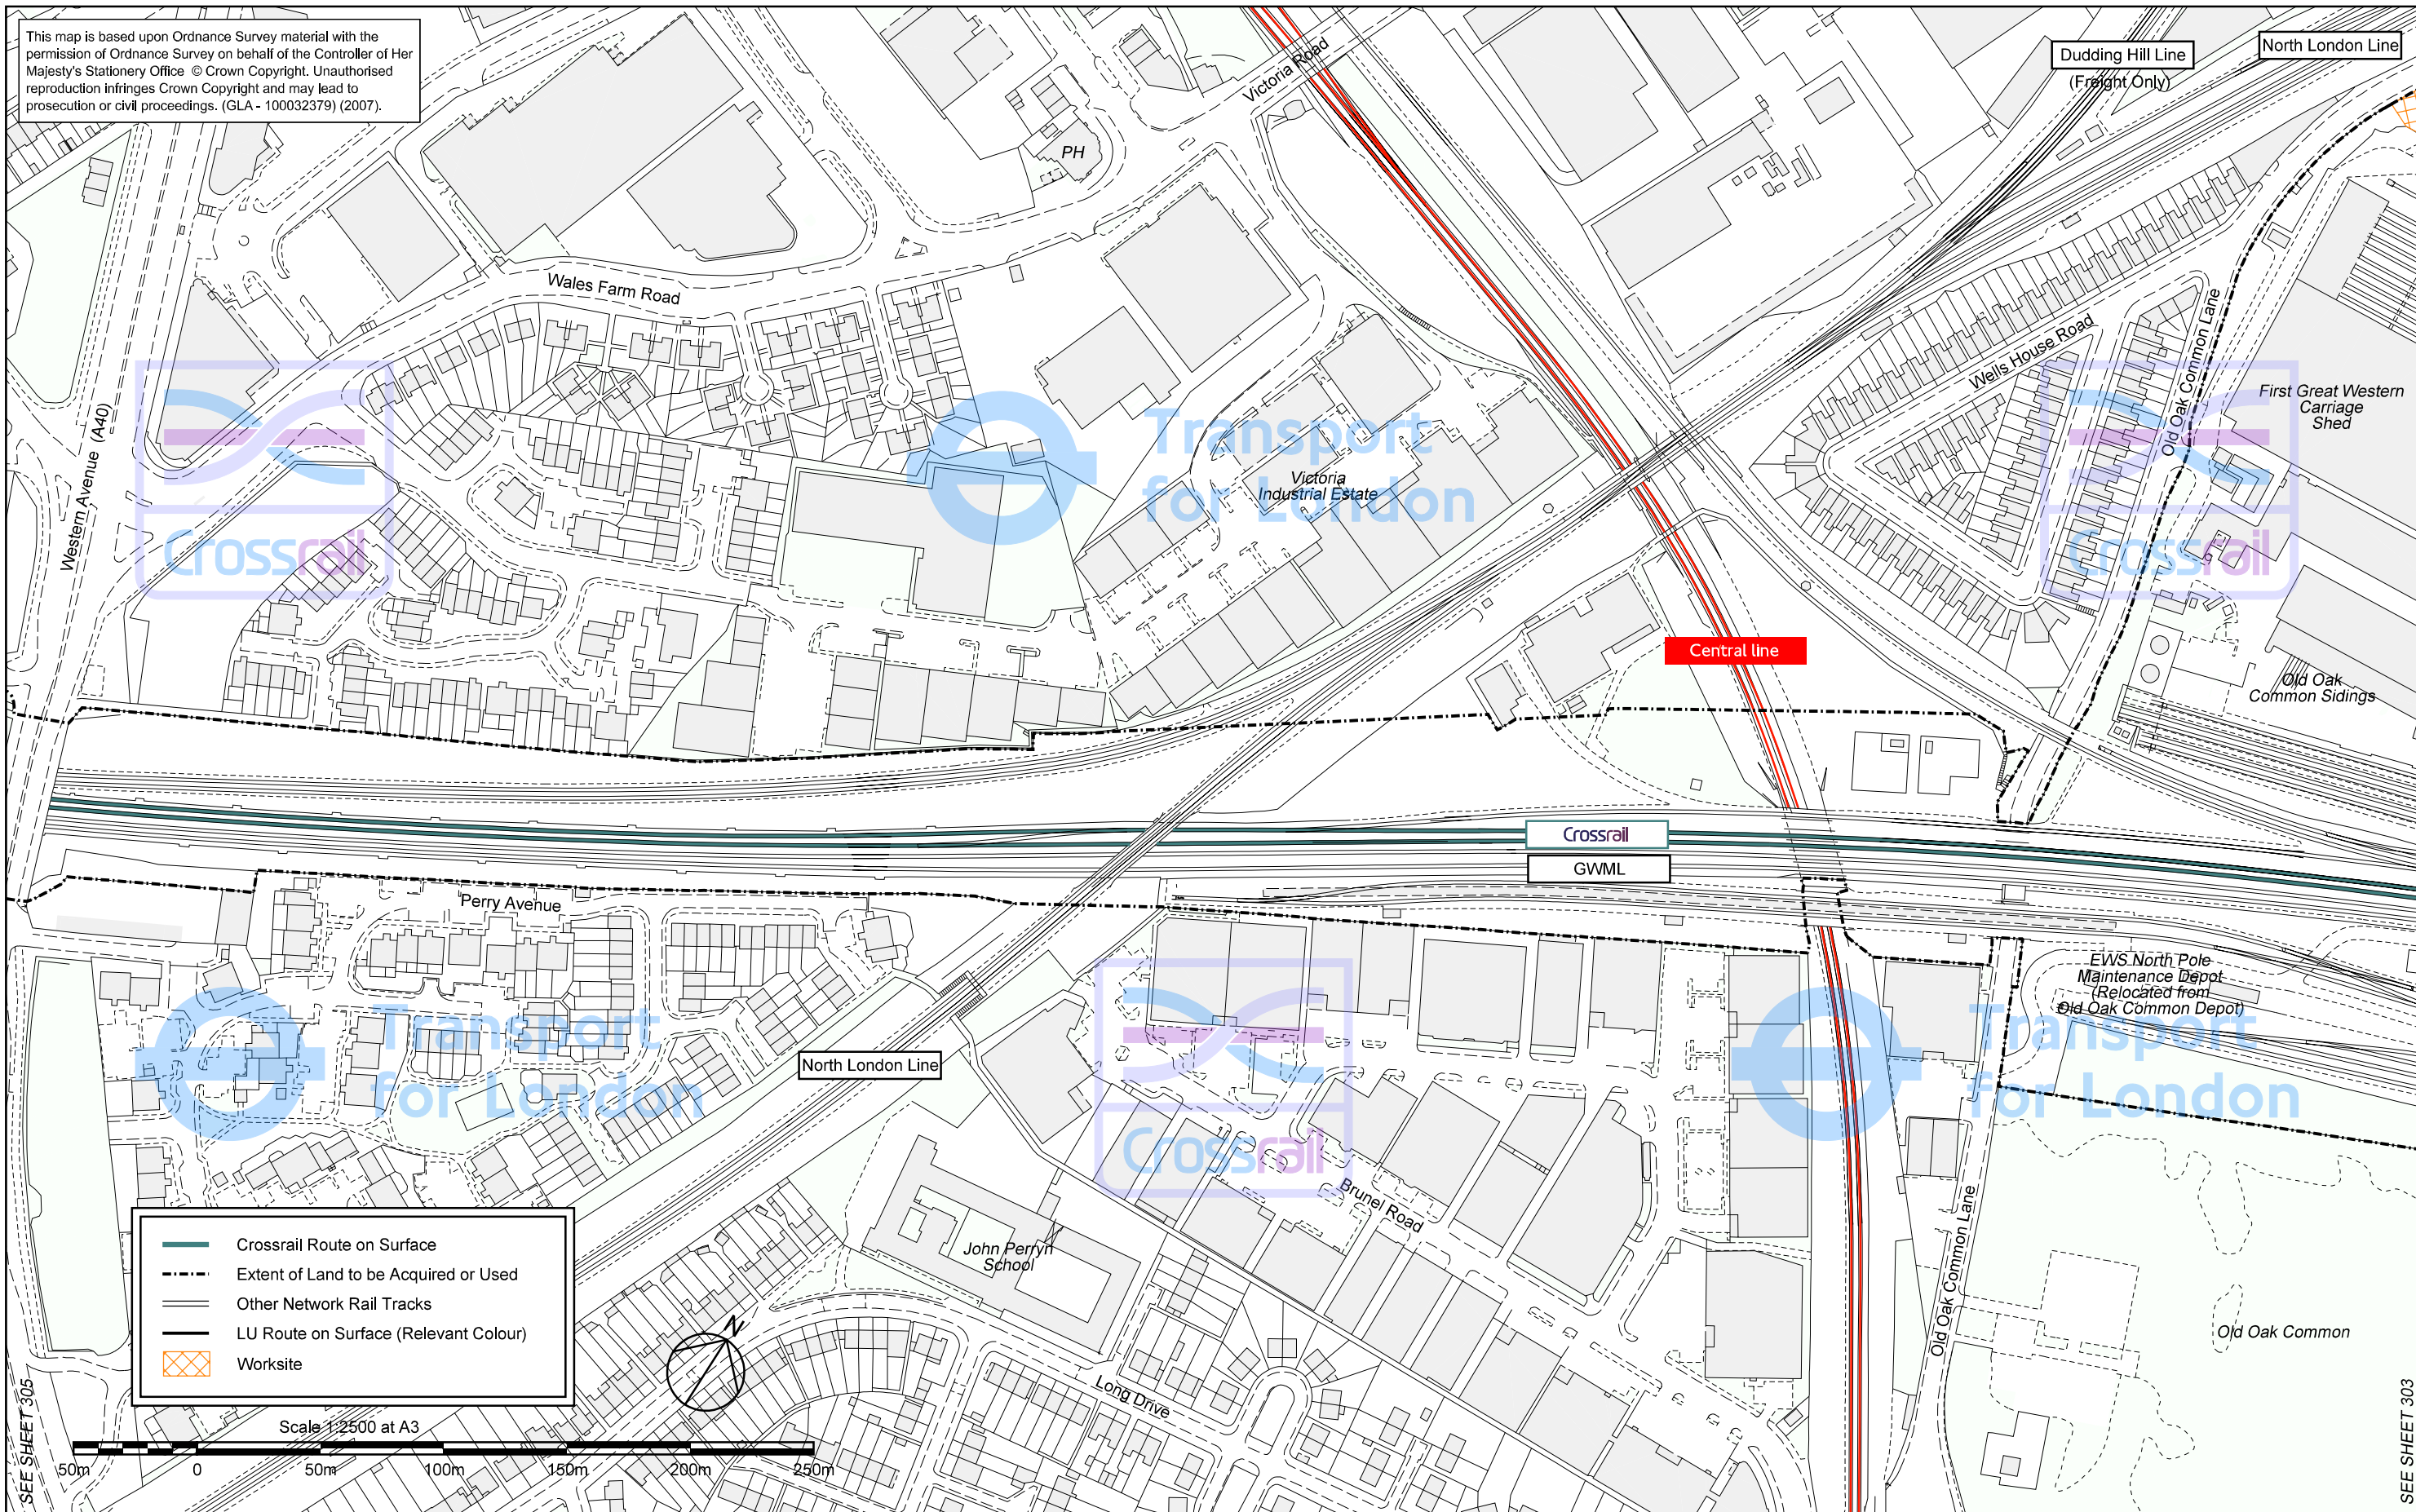 This map is based upon Ordnance Survey material with the
permission of Ordnance Survey on behalf of the Controller of Her
Majesty's Stationery Office © Crown Copyright. Unauthorised
reproduction infringes Crown Copyright and may lead to
prosecution or civil proceedings. (GLA - 100032379) (2007).
Victoria Road
Dudding Hill Line
(Freight Only)
North London Line
PH
Wales Farm Road
Western Avenue (A40)
Wells House Road
Old Oak Common Lane
First Great Western
Carriage
Shed
Crossrail
Transport
for London
Crossrail
Victoria
Industrial Estate
Central line
Old Oak
Common Sidings
Crossrail
GWML
Perry Avenue
EWS North Pole
Maintenance Depot
(Relocated from
Old Oak Common Depot)
Transport
for London
Crossrail
Transport
for London
North London Line
Brunel Road
John Perryn
School
Old Oak Common Lane
Old Oak Common
Long Drive
N
Crossrail Route on Surface
Extent of Land to be Acquired or Used
Other Network Rail Tracks
LU Route on Surface (Relevant Colour)
Worksite
Scale 1:2500 at A3
50m 0 50m 100m 150m 200m 250m
SEE SHEET 305
SEE SHEET 303